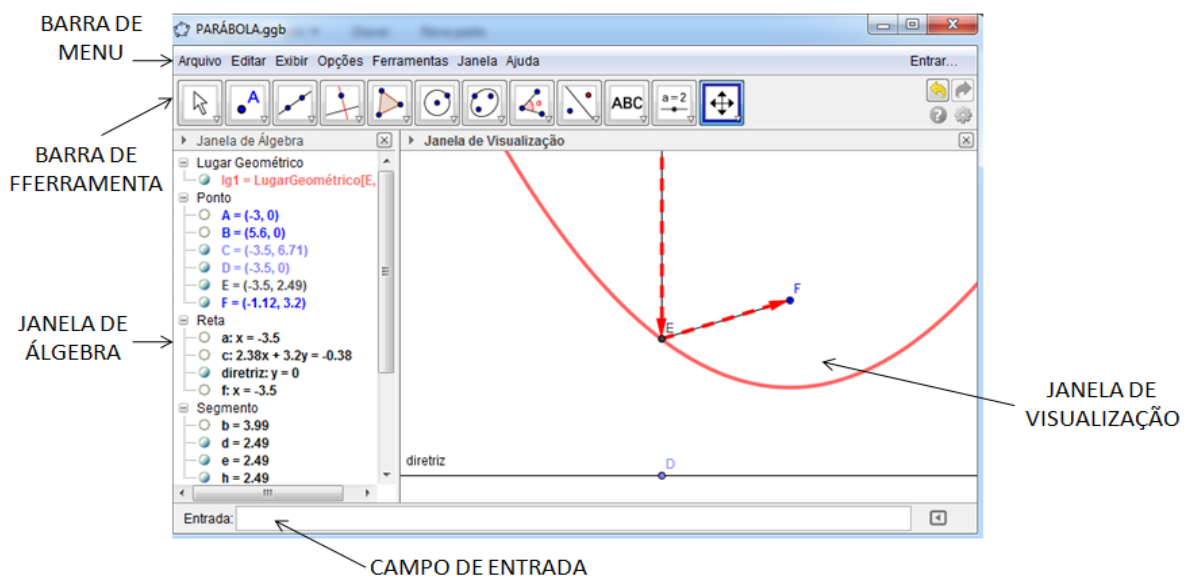 BARRA DE
MENU
PARÁBOLA.ggb
Arquivo Editar Exibir Opções Ferramentas Janela Ajuda
Entrar...
A
ABC
a=2
α
BARRA DE
FFERRAMENTA
Janela de Álgebra
Janela de Visualização
Lugar Geométrico
lg1 = LugarGeométrico[E,
Ponto
A = (-3, 0)
B = (5.6, 0)
C = (-3.5, 6.71)
D = (-3.5, 0)
E = (-3.5, 2.49)
F = (-1.12, 3.2)
Reta
a: x = -3.5
c: 2.38x + 3.2y = -0.38
diretriz: y = 0
f: x = -3.5
Segmento
b = 3.99
d = 2.49
e = 2.49
h = 2.49
JANELA DE
ÁLGEBRA
F
E
diretriz
D
JANELA DE
VISUALIZAÇÃO
Entrada:
CAMPO DE ENTRADA